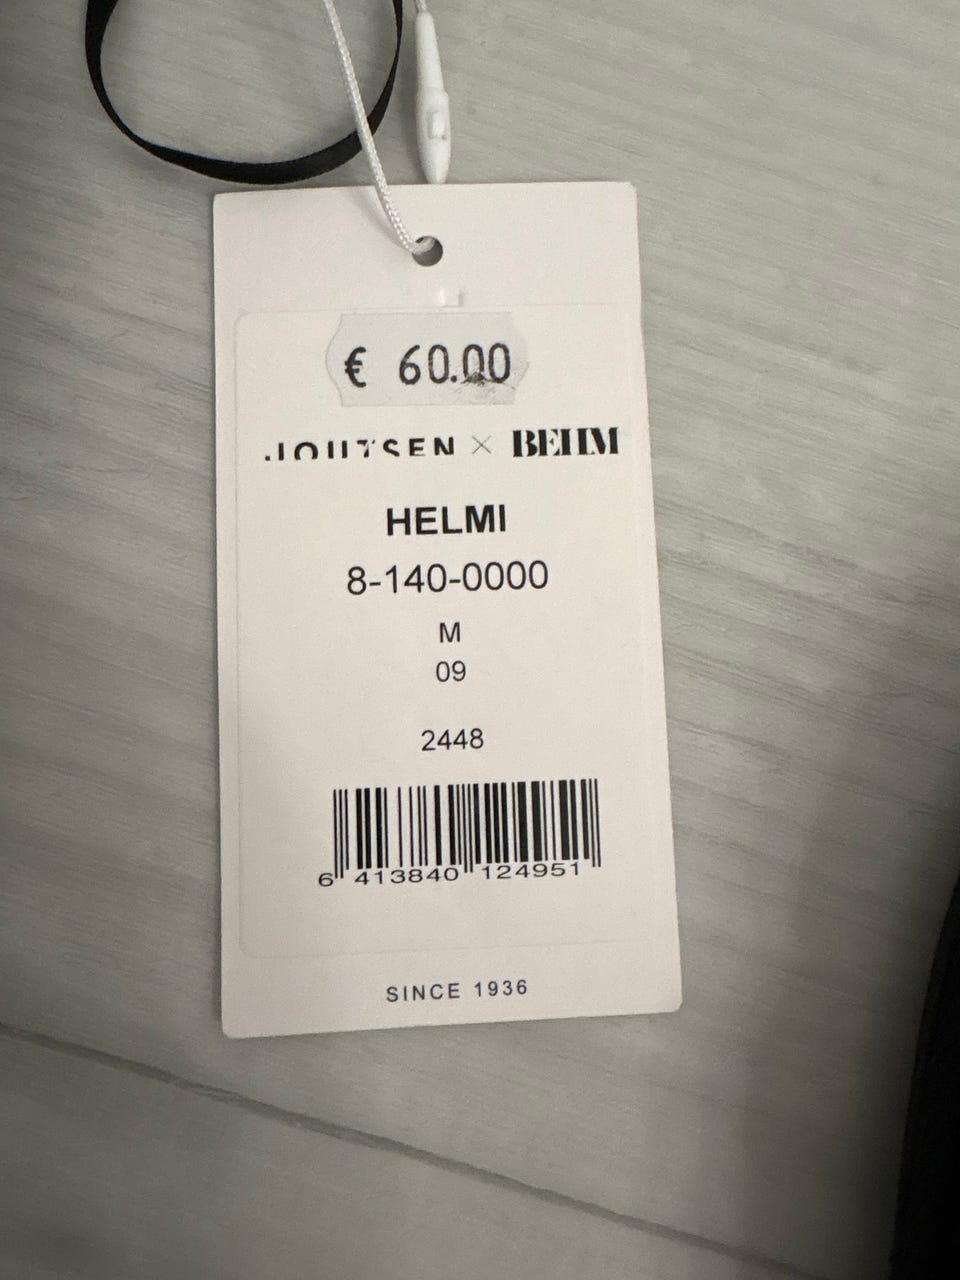 € 60.00
JOUTSEN × BEHM
HELMI
8-140-0000
M
09
2448
6 413840 124951
SINCE 1936